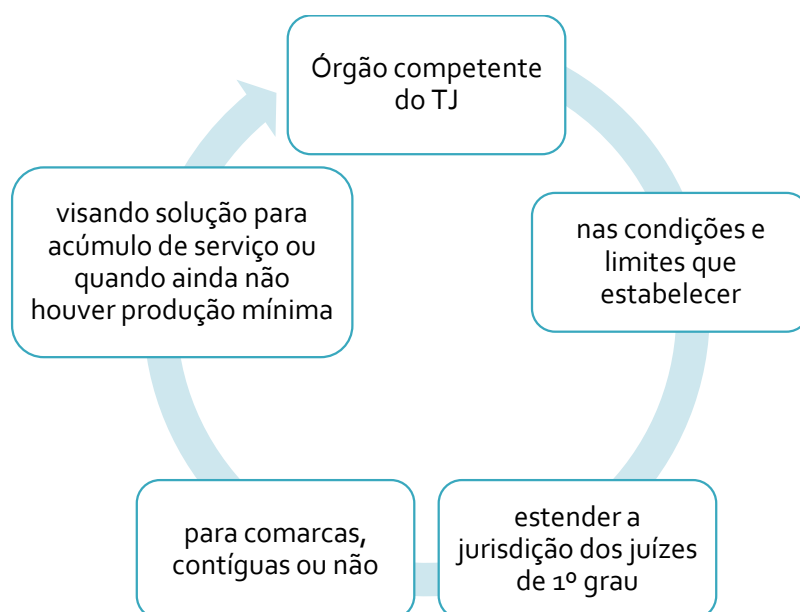 Órgão competente
do TJ
nas condições e
limites que
estabelecer
estender a
jurisdição dos juízes
de 1º grau
para comarcas,
contíguas ou não
visando solução para
acúmulo de serviço ou
quando ainda não
houver produção mínima